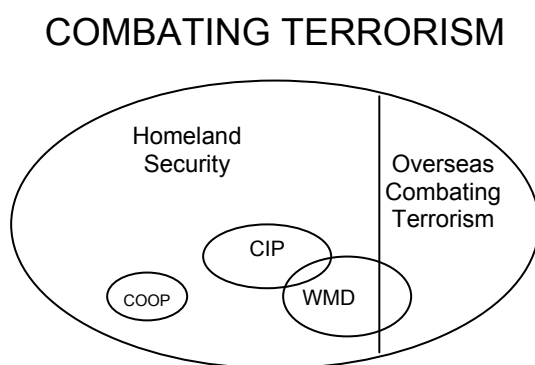 COMBATING TERRORISM
Homeland
Security
Overseas
Combating
Terrorism
CIP
COOP
WMD